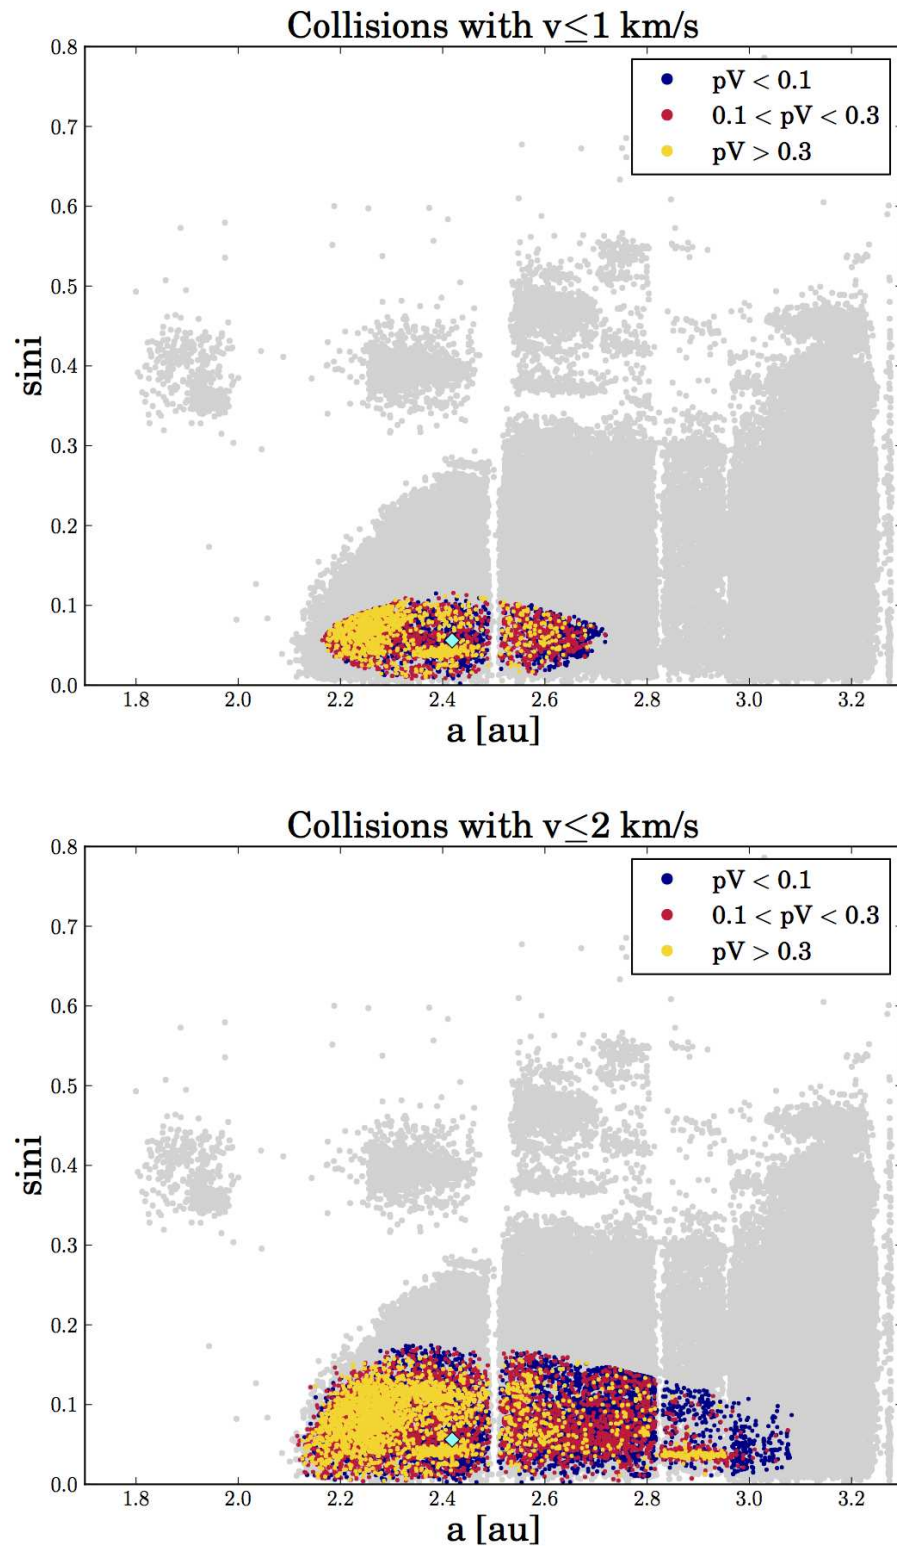 Collisions with v≤1 km/s
0.8
0.7
0.6
0.5
0.4
0.3
0.2
0.1
0.0
sini
pV < 0.1
0.1 < pV < 0.3
pV > 0.3
1.8 2.0 2.2 2.4 2.6 2.8 3.0 3.2
a [au]
Collisions with v≤2 km/s
0.8
0.7
0.6
0.5
0.4
0.3
0.2
0.1
0.0
sini
pV < 0.1
0.1 < pV < 0.3
pV > 0.3
1.8 2.0 2.2 2.4 2.6 2.8 3.0 3.2
a [au]